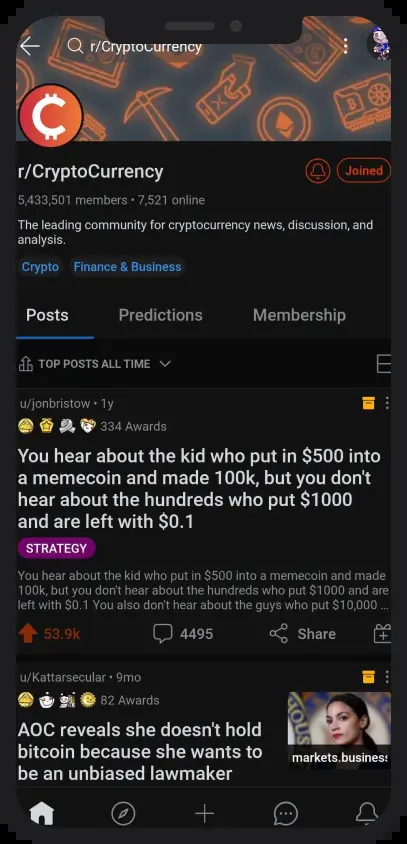 r/CryptoCurrency
r/CryptoCurrency
Joined
5,433,501 members • 7,521 online
The leading community for cryptocurrency news, discussion, and
analysis.
Crypto Finance & Business
Posts Predictions Membership
TOP POSTS ALL TIME
u/jonbristow • 1y
334 Awards
You hear about the kid who put in $500 into
a memecoin and made 100k, but you don't
hear about the hundreds who put $1000
and are left with $0.1
STRATEGY
You hear about the kid who put in $500 into a memecoin and made
100k, but you don't hear about the hundreds who put $1000 and are
left with $0.1 You also don't hear about the guys who put $10,000 ...
53.9k 4495 Share
u/Kattarsecular • 9mo
82 Awards
AOC reveals she doesn't hold
bitcoin because she wants to
be an unbiased lawmaker
markets.business